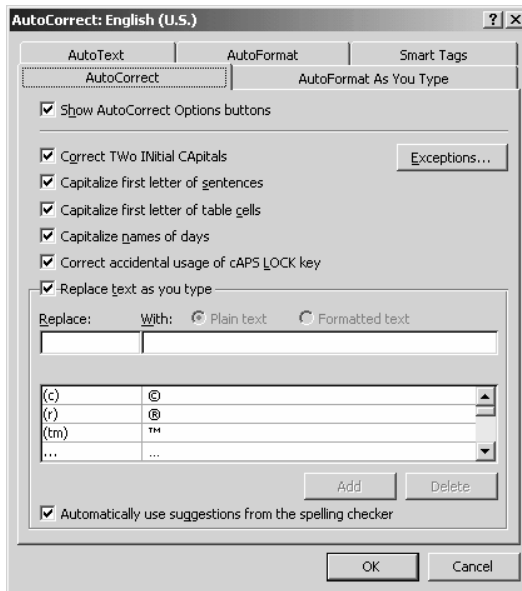 AutoCorrect: English (U.S.)
AutoText AutoFormat Smart Tags
AutoCorrect AutoFormat As You Type
Show AutoCorrect Options buttons
Correct TWo INitial CApitals Exceptions...
Capitalize first letter of sentences
Capitalize first letter of table cells
Capitalize names of days
Correct accidental usage of cAPS LOCK key
Replace text as you type
Replace: With: Plain text Formatted text
(c) ©
(r) ®
(tm) ™
... ...
Add Delete
Automatically use suggestions from the spelling checker
OK Cancel